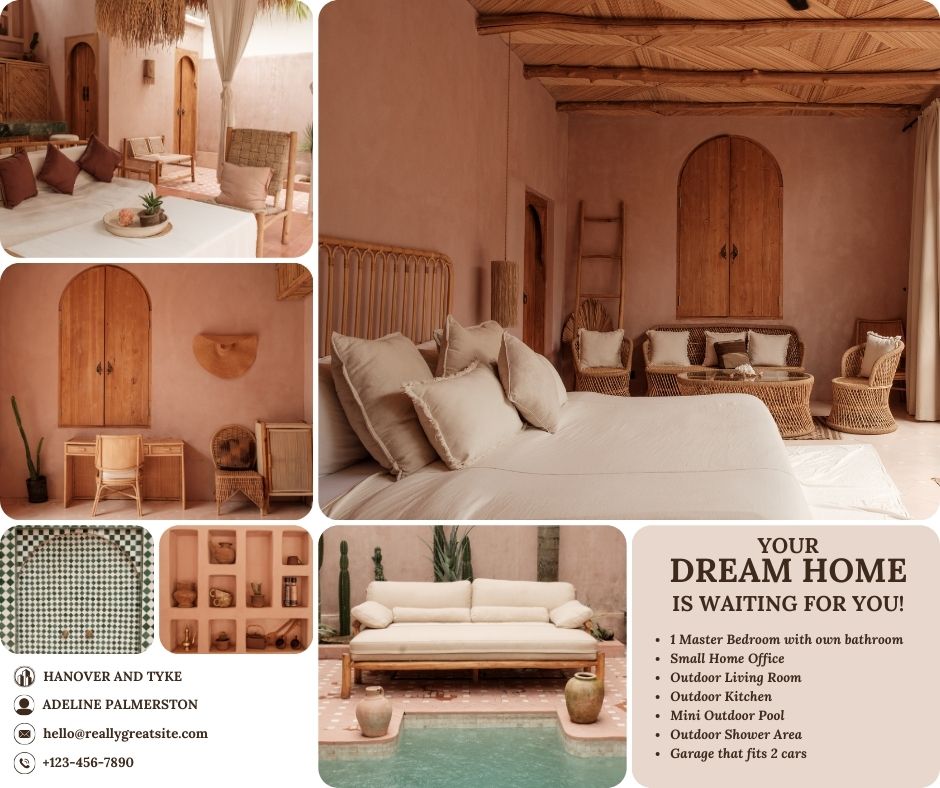 YOUR
DREAM HOME
IS WAITING FOR YOU!
• 1 Master Bedroom with own bathroom
• Small Home Office
• Outdoor Living Room
• Outdoor Kitchen
• Mini Outdoor Pool
• Outdoor Shower Area
• Garage that fits 2 cars
HANOVER AND TYKE
ADELINE PALMERSTON
hello@reallygreatsite.com
+123-456-7890